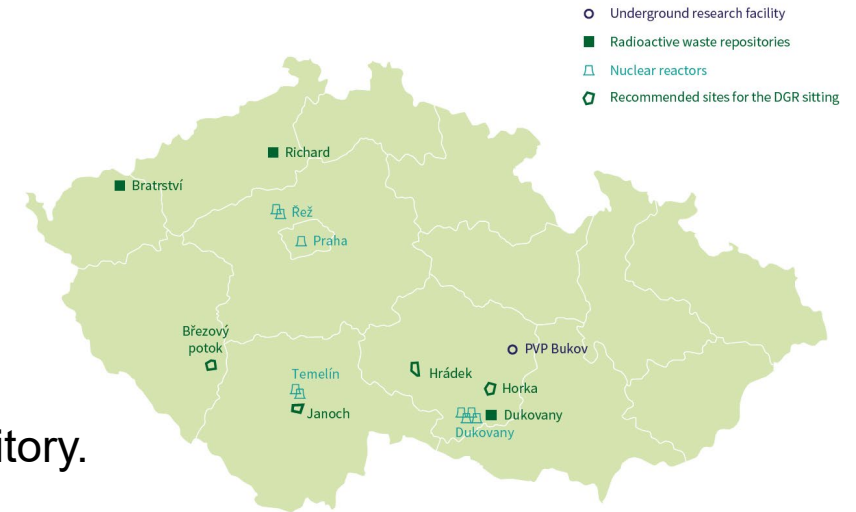 Underground research facility
Radioactive waste repositories
Nuclear reactors
Recommended sites for the DGR sitting
Richard
Bratrství
Řež
Praha
Březový
potok
PVP Bukov
Hrádek
Temelín
Horka
Janoch
Dukovany
Dukovany
itory.